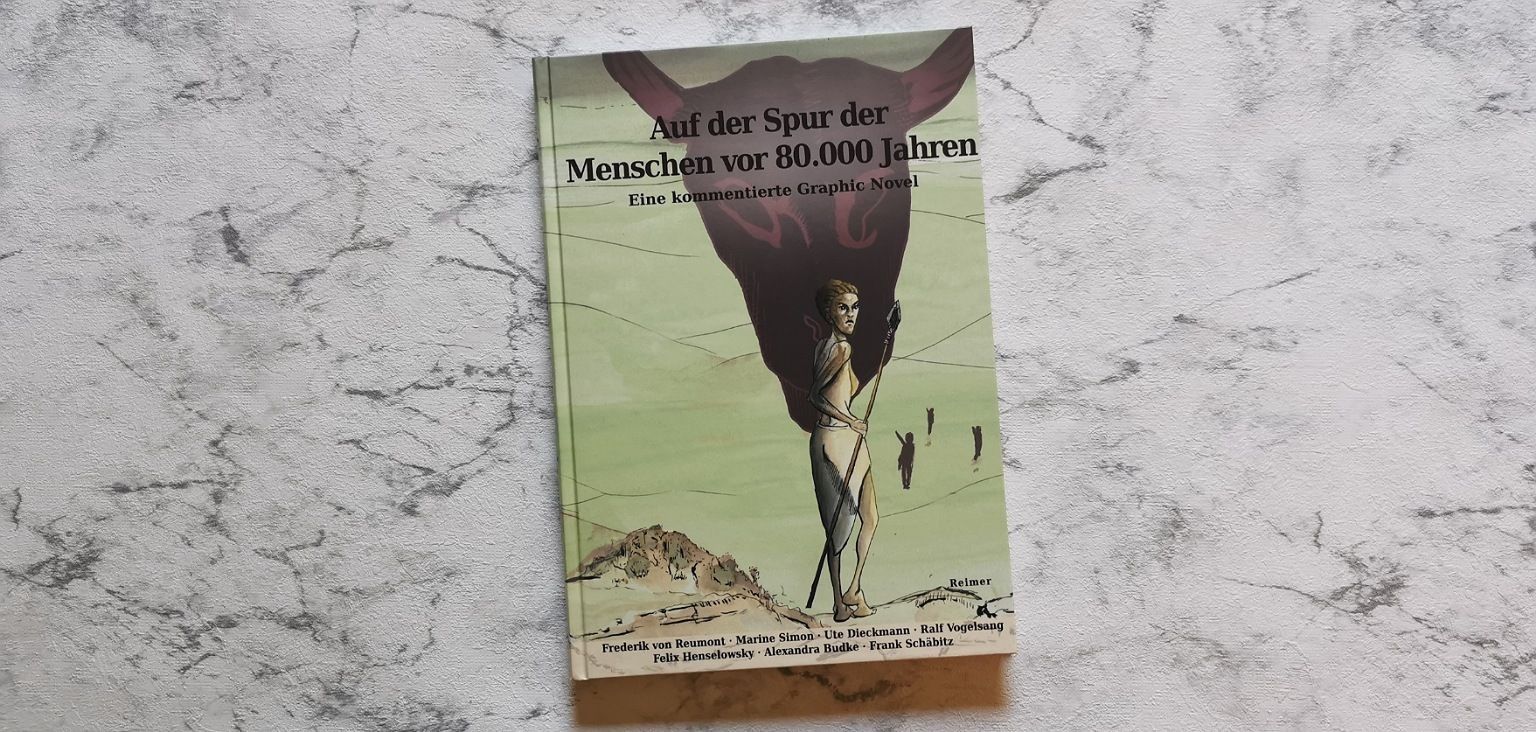 Auf der Spur der
Menschen vor 80.000 Jahren
Eine kommentierte Graphic Novel
Reimer
Frederik von Reumont · Marine Simon · Ute Dieckmann · Ralf Vogelsang
Felix Henselowsky · Alexandra Budke · Frank Schäbitz